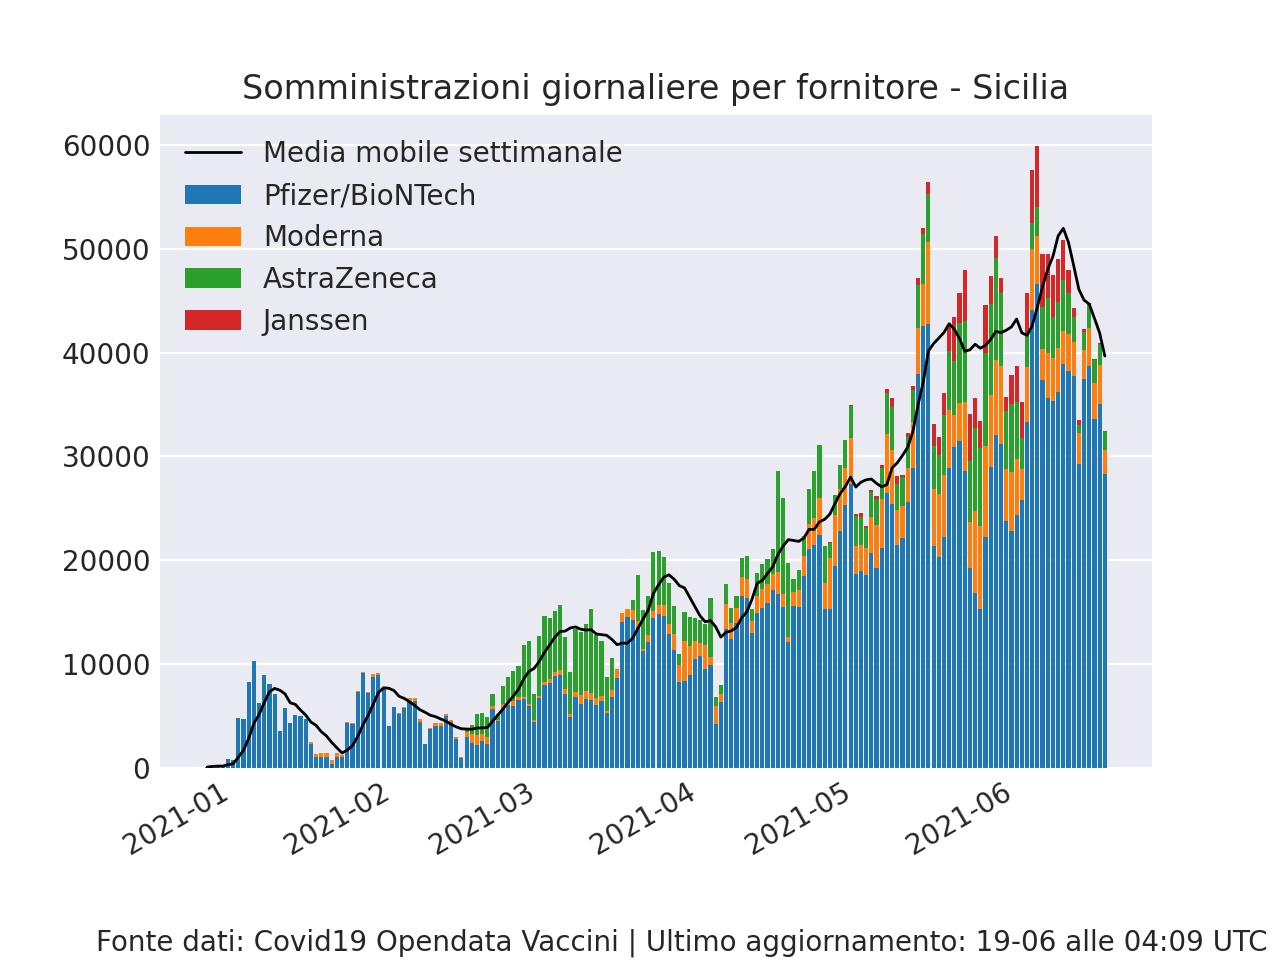 Somministrazioni giornaliere per fornitore - Sicilia
Media mobile settimanale
Pfizer/BioNTech
Moderna
AstraZeneca
Janssen
60000
50000
40000
30000
20000
10000
0
2021-01
2021-02
2021-03
2021-04
2021-05
2021-06
Fonte dati: Covid19 Opendata Vaccini | Ultimo aggiornamento: 19-06 alle 04:09 UTC